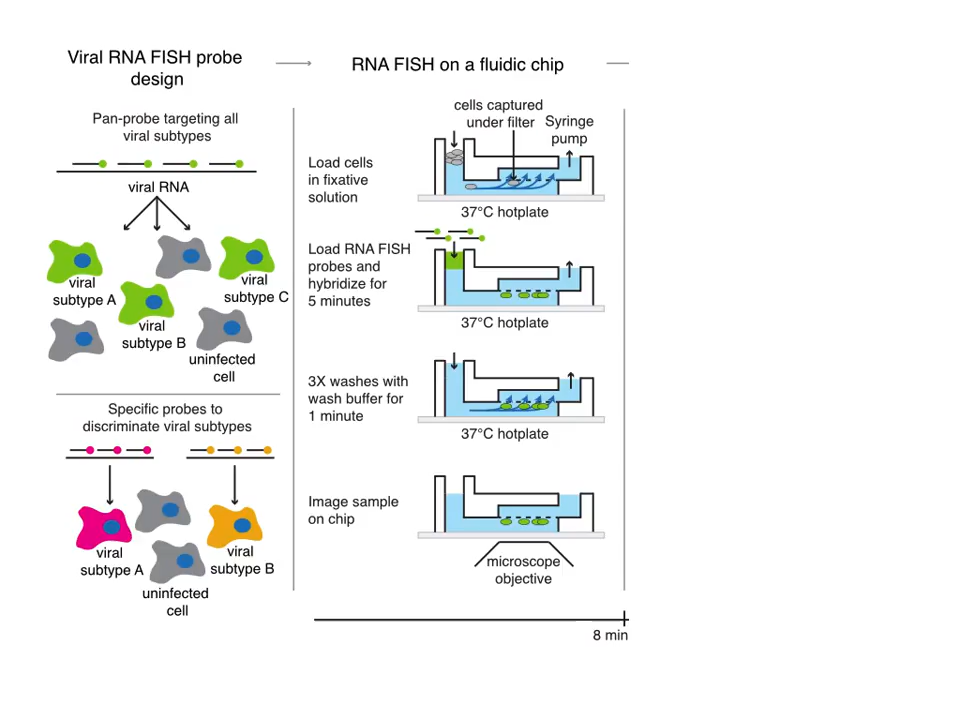 Viral RNA FISH probe
design
Pan-probe targeting all
viral subtypes
viral RNA
viral
subtype A
viral
subtype B
viral
subtype C
uninfected
cell
Specific probes to
discriminate viral subtypes
viral
subtype A
viral
subtype B
uninfected
cell
RNA FISH on a fluidic chip
cells captured
under filter
Syringe
pump
Load cells
in fixative
solution
37°C hotplate
Load RNA FISH
probes and
hybridize for
5 minutes
37°C hotplate
3X washes with
wash buffer for
1 minute
37°C hotplate
Image sample
on chip
microscope
objective
8 min